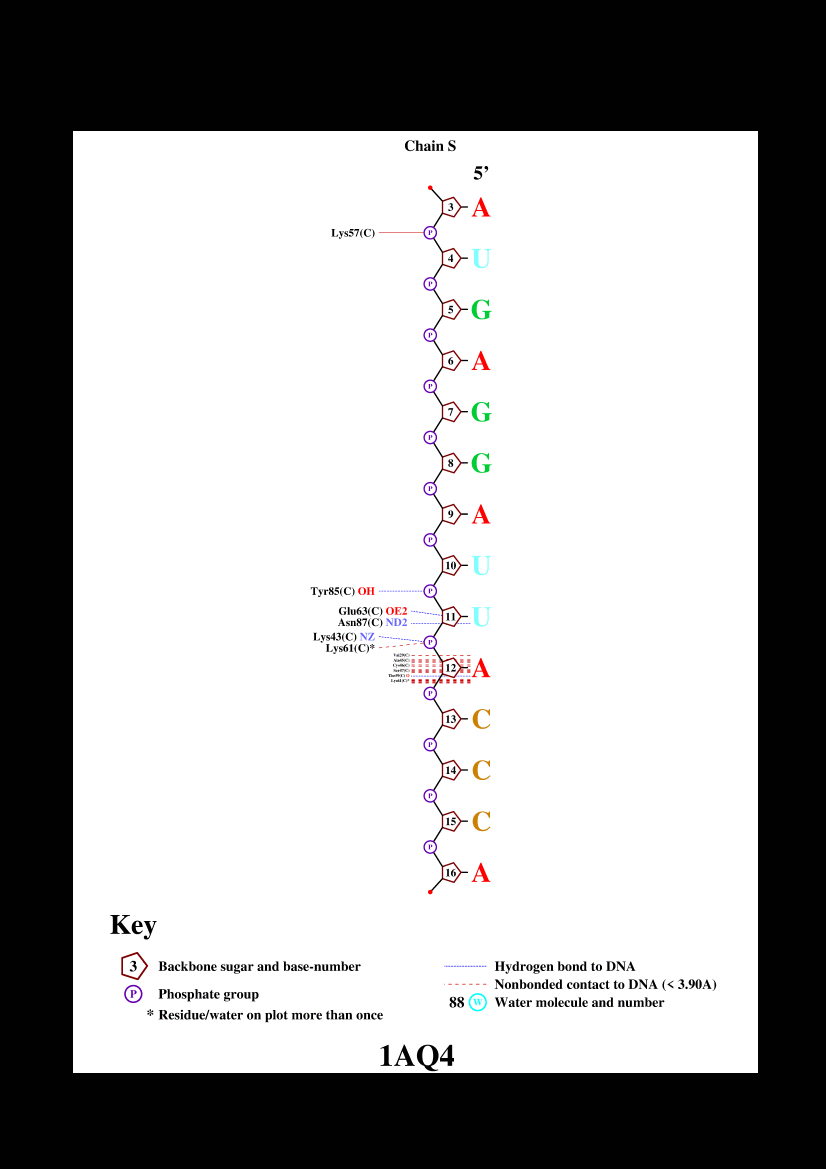 Chain S
5’
3 A
Lys57(C) P
4 U
P
5 G
P
6 A
P
7 G
P
8 G
P
9 A
P
10 U
Tyr85(C) OH P
Glu63(C) OE2
11 U
Asn87(C) ND2
Lys43(C) NZ P
Lys61(C)*
12 A
P
13 C
P
14 C
P
15 C
P
16 A
Key
3 Backbone sugar and base-number
P Phosphate group
* Residue/water on plot more than once
Hydrogen bond to DNA
Nonbonded contact to DNA (< 3.90A)
88 W Water molecule and number
1AQ4